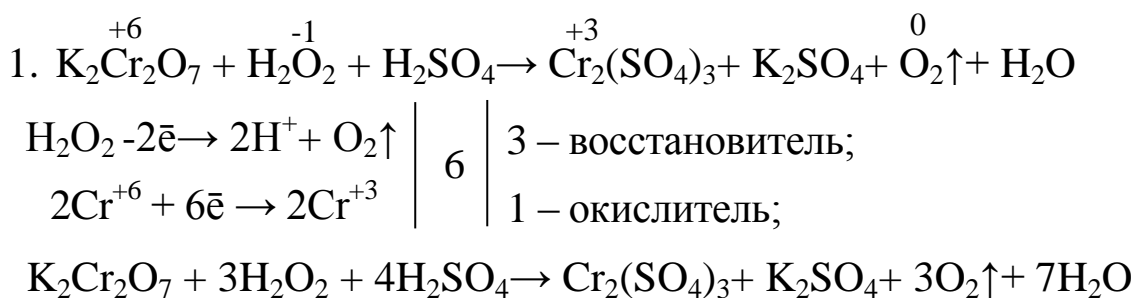 +6 -1 +3 0
1. K₂Cr₂O₇ + H₂O₂ + H₂SO₄→ Cr₂(SO₄)₃+ K₂SO₄+ O₂↑+ H₂O
H₂O₂ -2ē→ 2H⁺+ O₂↑ | 6 | 3 – восстановитель;
2Cr⁺⁶ + 6ē → 2Cr⁺³ | | 1 – окислитель;
K₂Cr₂O₇ + 3H₂O₂ + 4H₂SO₄→ Cr₂(SO₄)₃+ K₂SO₄+ 3O₂↑+ 7H₂O